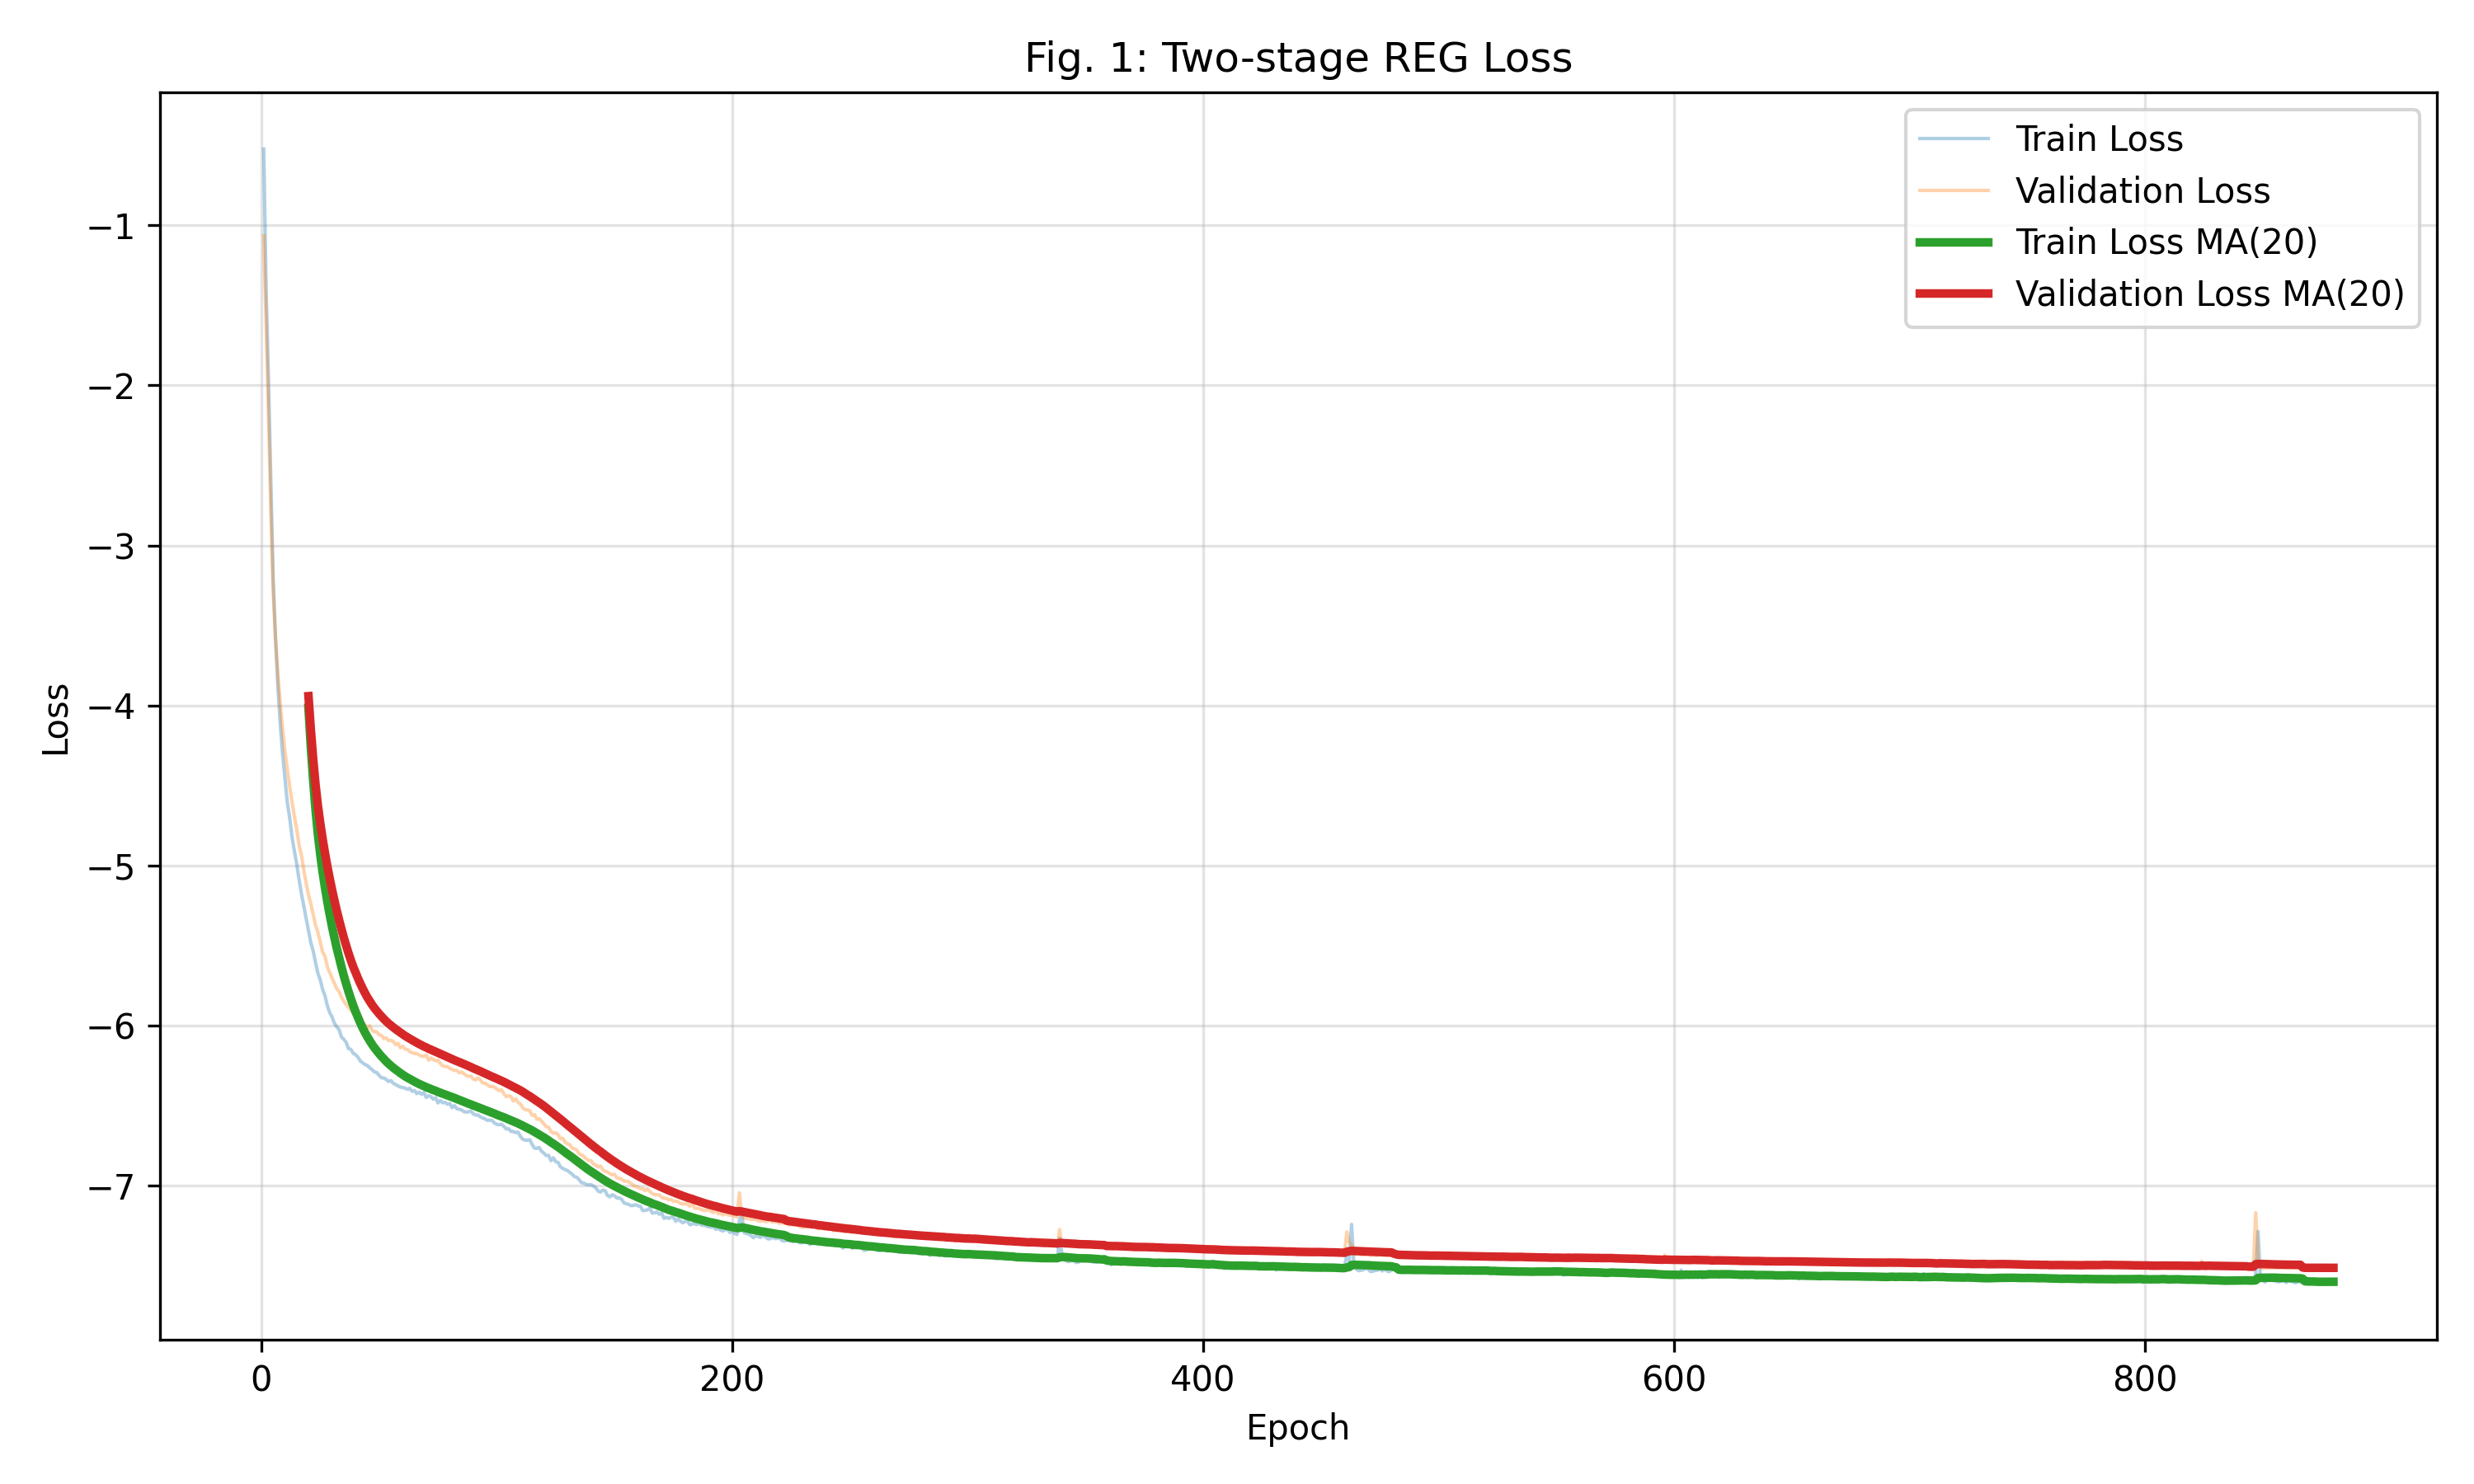 Fig. 1: Two-stage REG Loss
Train Loss
Validation Loss
Train Loss MA(20)
Validation Loss MA(20)
−1
−2
−3
−4
−5
−6
−7
Loss
0 200 400 600 800
Epoch